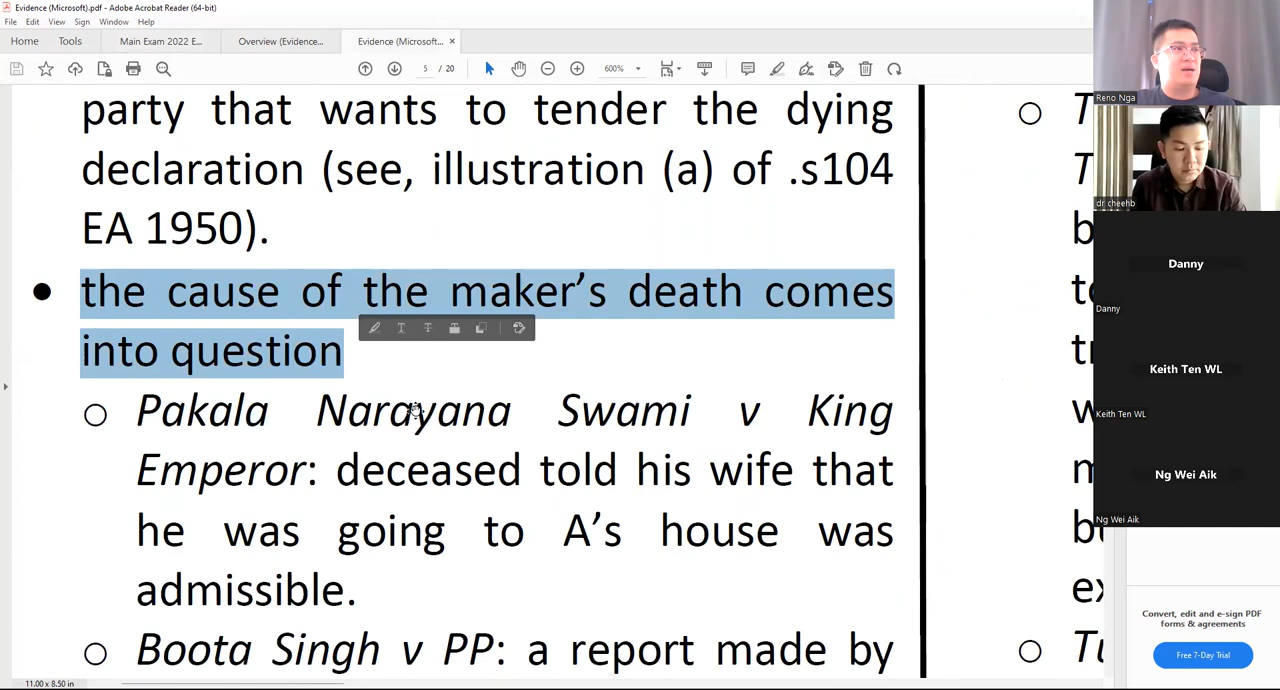 Evidence (Microsoft).pdf - Adobe Acrobat Reader (64-bit)
File Edit View Sign Window Help
Home Tools Main Exam 2022 E... Overview (Evidence... Evidence (Microsoft... ×
5 / 20 600%
party that wants to tender the dying
declaration (see, illustration (a) of .s104
EA 1950).
• the cause of the maker’s death comes
into question
o Pakala Narayana Swami v King
Emperor: deceased told his wife that
he was going to A’s house was
admissible.
o Boota Singh v PP: a report made by
11.00 x 8.50 in
Reno Nga
dr cheehb
Danny
Danny
Keith Ten WL
Keith Ten WL
Ng Wei Aik
Ng Wei Aik
Convert, edit and e-sign PDF
forms & agreements
Free 7-Day Trial